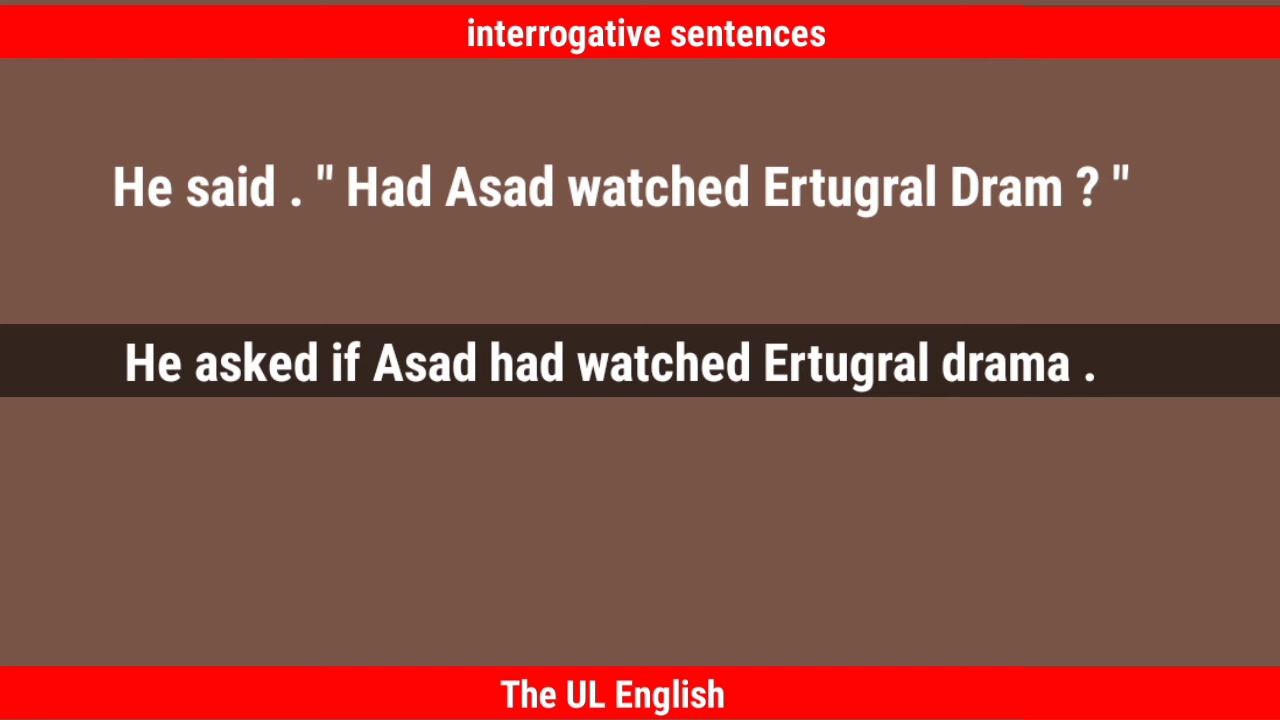 interrogative sentences
He said . " Had Asad watched Ertugral Dram ? "
He asked if Asad had watched Ertugral drama .
The UL English